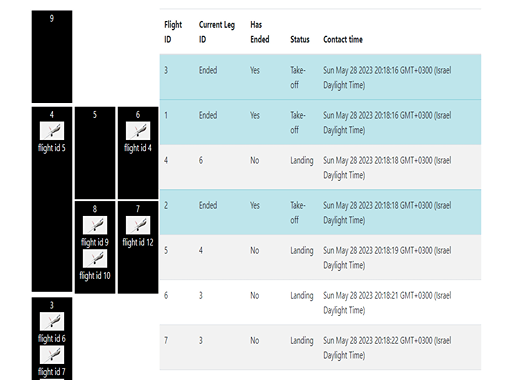 9
4
flight id 5
5
6
flight id 4
8
flight id 9
flight id 10
7
flight id 12
3
flight id 6
flight id 7
Flight ID Current Leg ID Has Ended Status Contact time
3 Ended Yes Take-off Sun May 28 2023 20:18:16 GMT+0300 (Israel Daylight Time)
1 Ended Yes Take-off Sun May 28 2023 20:18:16 GMT+0300 (Israel Daylight Time)
4 6 No Landing Sun May 28 2023 20:18:18 GMT+0300 (Israel Daylight Time)
2 Ended Yes Take-off Sun May 28 2023 20:18:18 GMT+0300 (Israel Daylight Time)
5 4 No Landing Sun May 28 2023 20:18:19 GMT+0300 (Israel Daylight Time)
6 3 No Landing Sun May 28 2023 20:18:21 GMT+0300 (Israel Daylight Time)
7 3 No Landing Sun May 28 2023 20:18:22 GMT+0300 (Israel Daylight Time)